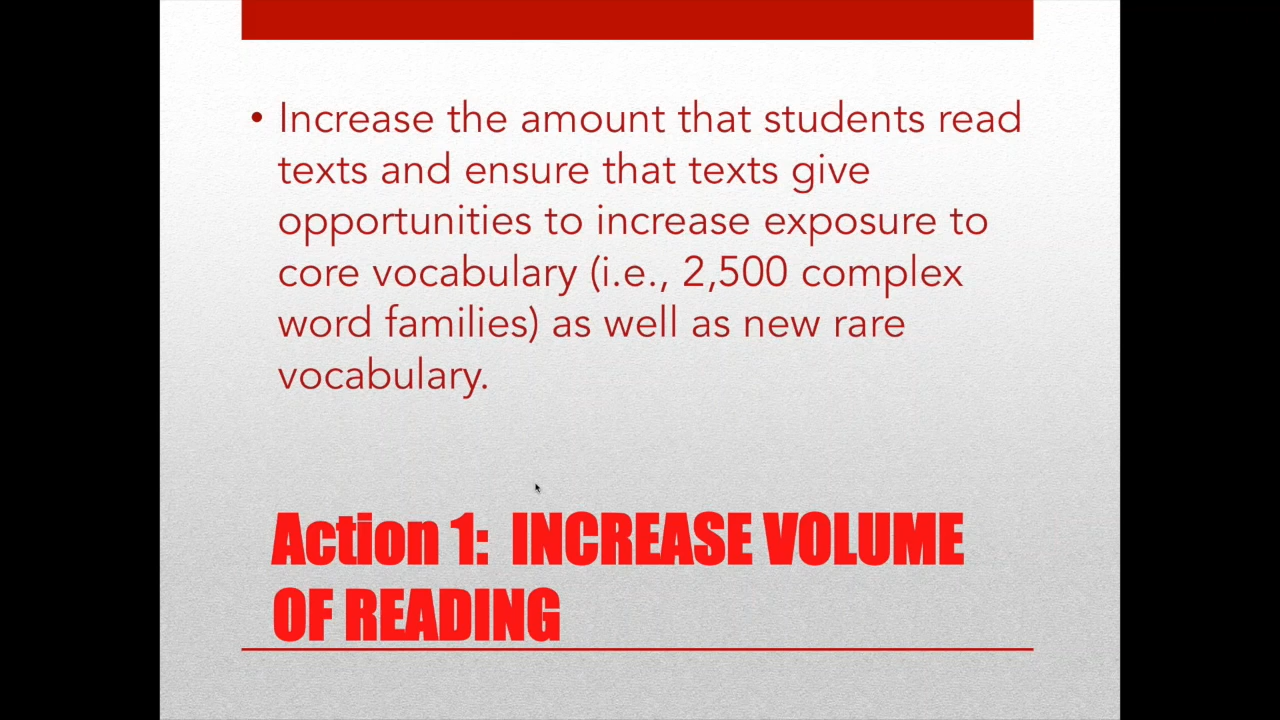 • Increase the amount that students read
texts and ensure that texts give
opportunities to increase exposure to
core vocabulary (i.e., 2,500 complex
word families) as well as new rare
vocabulary.
Action 1:  INCREASE VOLUME
OF READING